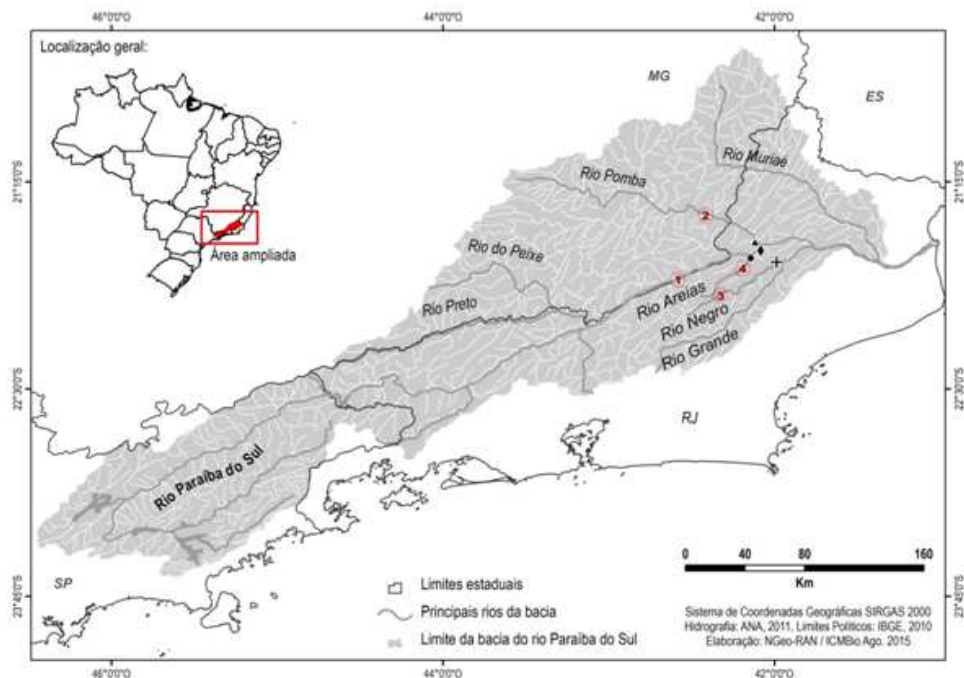 46°0'0"O 44°0'0"O 42°0'0"O
Localização geral:
MG
ES
Rio Muriaé
21°15'0"S 21°15'0"S
Rio Pomba
2
Área ampliada
Rio do Peixe
4
1
Rio Areias
3
Rio Preto
Rio Negro
Rio Grande
22°30'0"S 22°30'0"S
RJ
Rio Paraíba do Sul
0 40 80 160
Km
SP
Limites estaduais
23°45'0"S 23°45'0"S
Principais rios da bacia
Limite da bacia do rio Paraíba do Sul
Sistema de Coordenadas Geográficas SIRGAS 2000
Hidrografia: ANA, 2011, Limites Políticos: IBGE, 2010
Elaboração: NGeo-RAN / ICMBio Ago. 2015
46°0'0"O 44°0'0"O 42°0'0"O